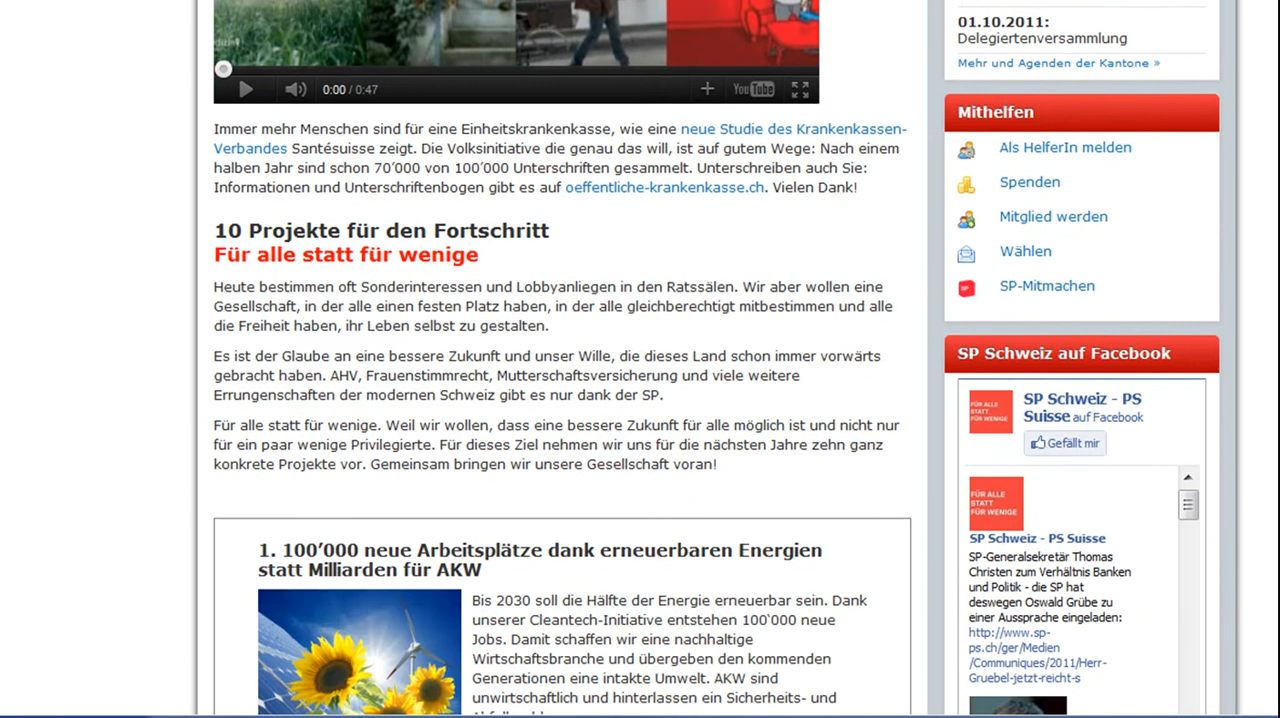 0:00 / 0:47
YouTube
Immer mehr Menschen sind für eine Einheitskrankenkasse, wie eine neue Studie des Krankenkassen-
Verbandes Santésuisse zeigt. Die Volksinitiative die genau das will, ist auf gutem Wege: Nach einem
halben Jahr sind schon 70’000 von 100’000 Unterschriften gesammelt. Unterschreiben auch Sie:
Informationen und Unterschriftenbogen gibt es auf oeffentliche-krankenkasse.ch. Vielen Dank!
10 Projekte für den Fortschritt
Für alle statt für wenige
Heute bestimmen oft Sonderinteressen und Lobbyanliegen in den Ratssälen. Wir aber wollen eine
Gesellschaft, in der alle einen festen Platz haben, in der alle gleichberechtigt mitbestimmen und alle
die Freiheit haben, ihr Leben selbst zu gestalten.
Es ist der Glaube an eine bessere Zukunft und unser Wille, die dieses Land schon immer vorwärts
gebracht haben. AHV, Frauenstimmrecht, Mutterschaftsversicherung und viele weitere
Errungenschaften der modernen Schweiz gibt es nur dank der SP.
Für alle statt für wenige. Weil wir wollen, dass eine bessere Zukunft für alle möglich ist und nicht nur
für ein paar wenige Privilegierte. Für dieses Ziel nehmen wir uns für die nächsten Jahre zehn ganz
konkrete Projekte vor. Gemeinsam bringen wir unsere Gesellschaft voran!
1. 100’000 neue Arbeitsplätze dank erneuerbaren Energien
statt Milliarden für AKW
Bis 2030 soll die Hälfte der Energie erneuerbar sein. Dank
unserer Cleantech-Initiative entstehen 100‘000 neue
Jobs. Damit schaffen wir eine nachhaltige
Wirtschaftsbranche und übergeben den kommenden
Generationen eine intakte Umwelt. AKW sind
unwirtschaftlich und hinterlassen ein Sicherheits- und
01.10.2011:
Delegiertenversammlung
Mehr und Agenden der Kantone »
Mithelfen
Als HelferIn melden
Spenden
Mitglied werden
Wählen
SP-Mitmachen
SP Schweiz auf Facebook
FÜR ALLE
STATT
FÜR WENIGE
SP Schweiz - PS
Suisse auf Facebook
Gefällt mir
FÜR ALLE
STATT
FÜR WENIGE
SP Schweiz - PS Suisse
SP-Generalsekretär Thomas
Christen zum Verhältnis Banken
und Politik - die SP hat
deswegen Oswald Grübe zu
einer Aussprache eingeladen:
http://www.sp-
ps.ch/ger/Medien
/Communiques/2011/Herr-
Gruebel-jetzt-reicht-s